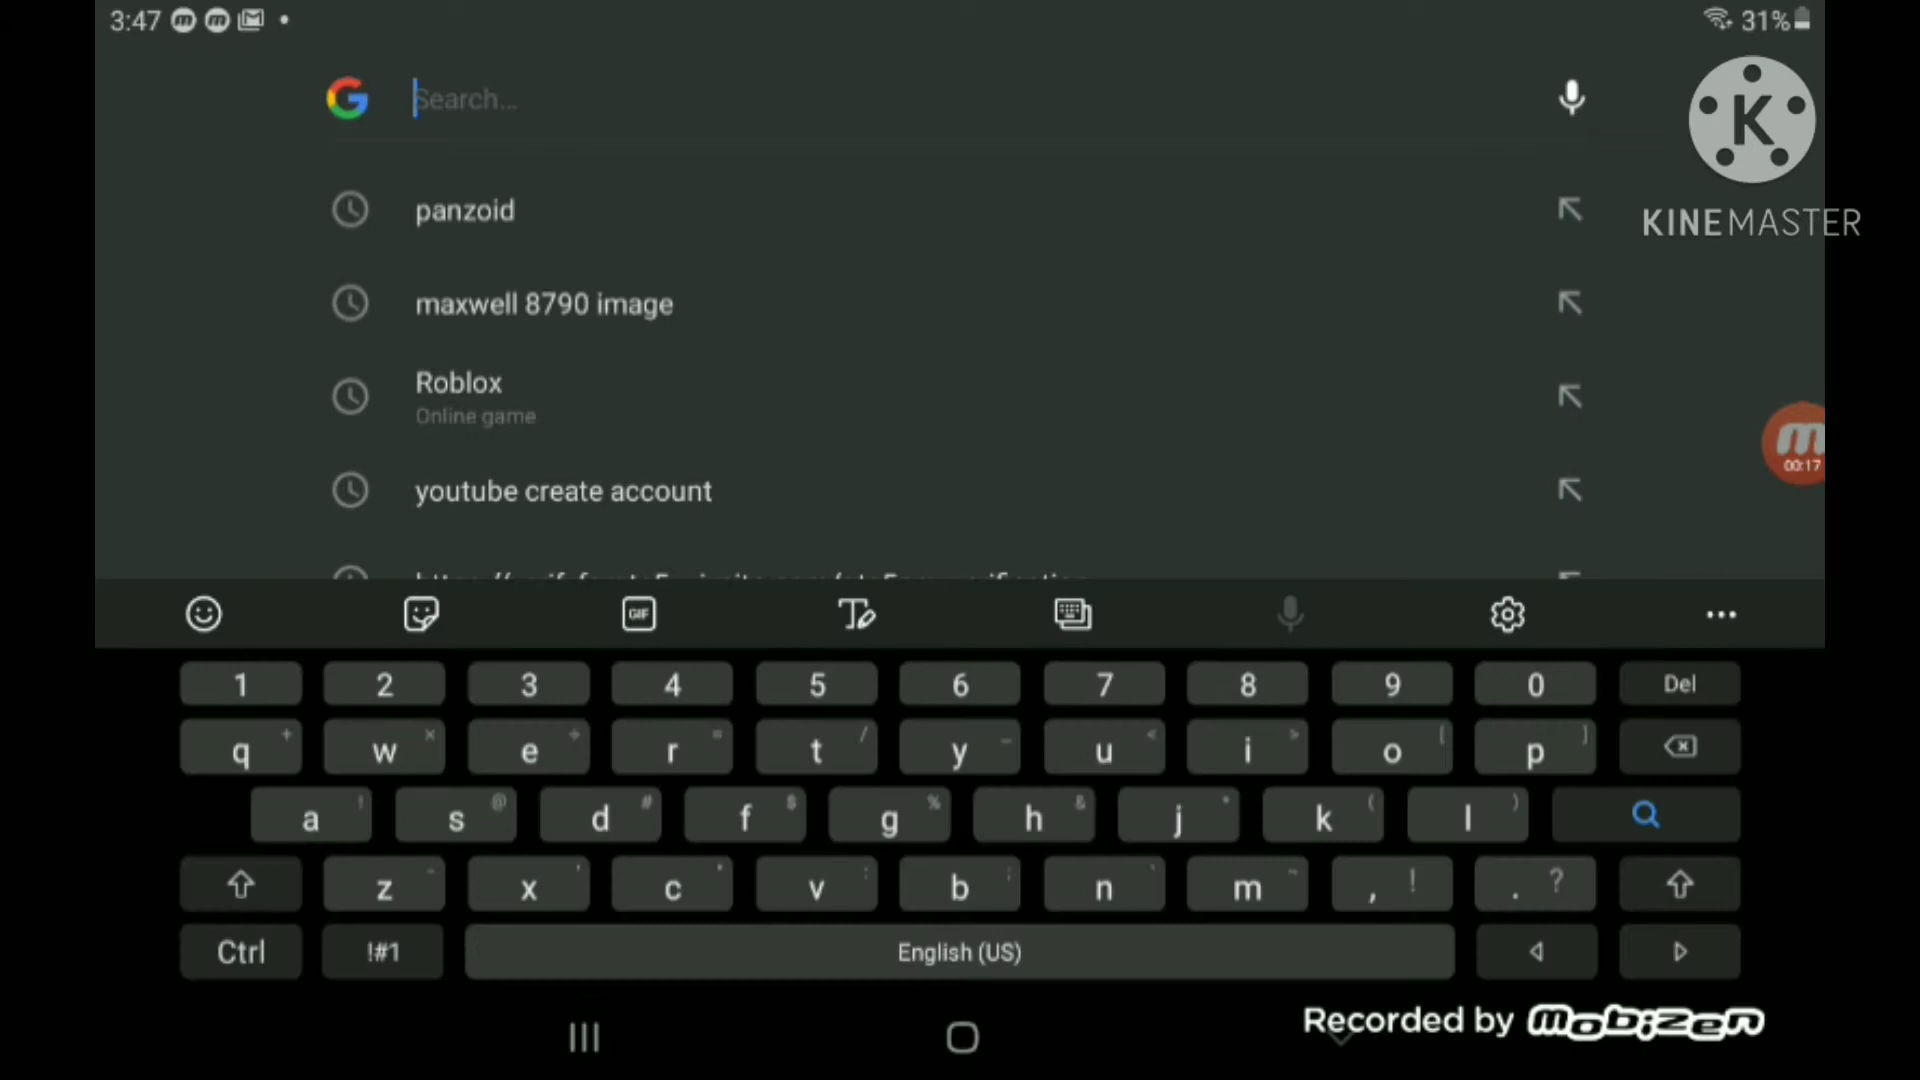 3:47
31%
Search...
K
KINEMASTER
panzoid
maxwell 8790 image
Roblox
Online game
youtube create account
00:17
GIF
1 2 3 4 5 6 7 8 9 0 Del
q w e r t y u i o p
a s d f g h j k l
z x c v b n m , ! . ?
Ctrl !#1 English (US)
Recorded by mobizen